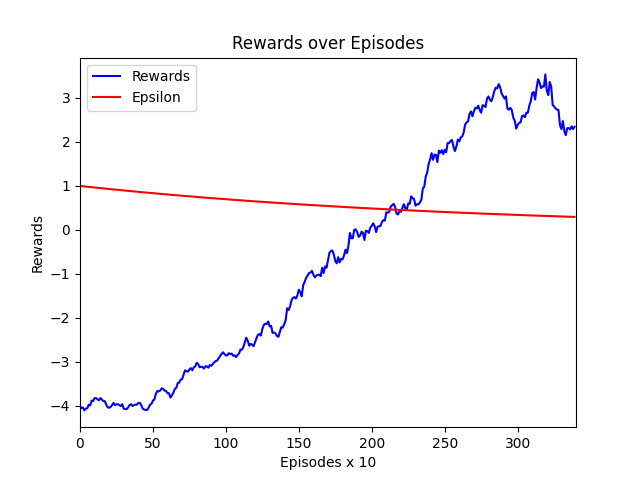 Rewards over Episodes
Rewards
Epsilon
3
2
1
0
−1
−2
−3
−4
Rewards
0 50 100 150 200 250 300
Episodes x 10